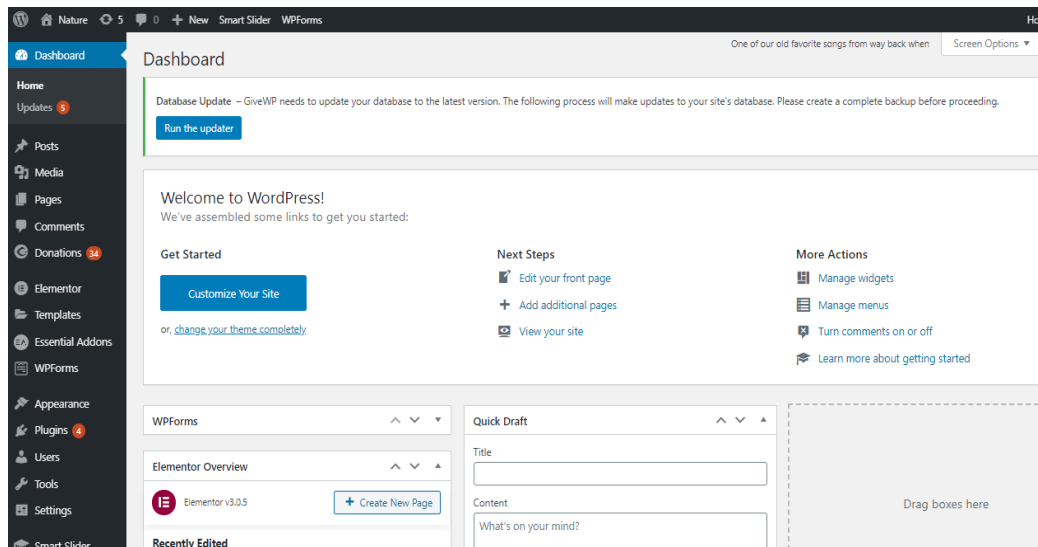 Nature 5 0 New Smart Slider WPForms
Dashboard
Home
Updates 5
Posts
Media
Pages
Comments
Donations 34
Elementor
Templates
Essential Addons
WPForms
Appearance
Plugins 4
Users
Tools
Settings
Smart Slider
One of our old favorite songs from way back when
Screen Options
Dashboard
Database Update – GiveWP needs to update your database to the latest version. The following process will make updates to your site's database. Please create a complete backup before proceeding.
Run the updater
Welcome to WordPress!
We've assembled some links to get you started:
Get Started
Customize Your Site
or, change your theme completely
Next Steps
Edit your front page
Add additional pages
View your site
More Actions
Manage widgets
Manage menus
Turn comments on or off
Learn more about getting started
WPForms
Elementor Overview
Elementor v3.0.5
Create New Page
Recently Edited
Quick Draft
Title
Content
What's on your mind?
Drag boxes here